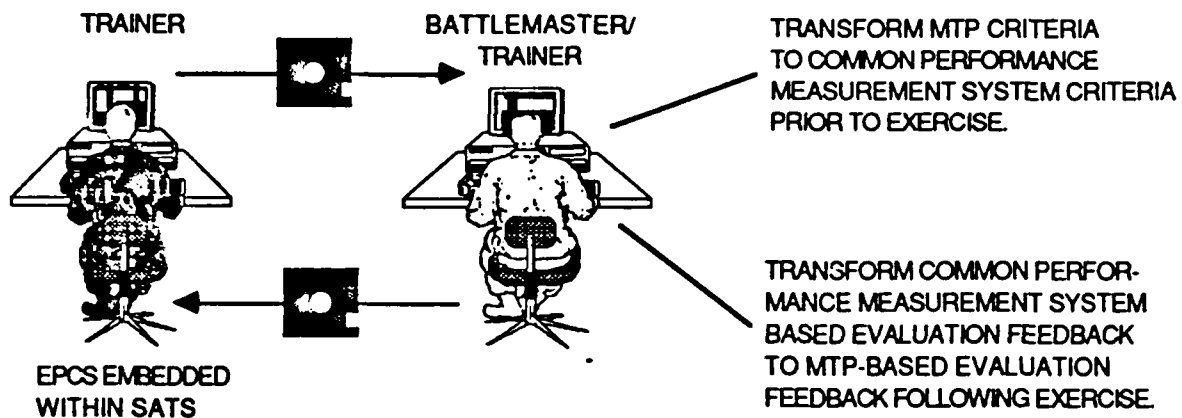 TRAINER
BATTLEMASTER/
TRAINER
TRANSFORM MTP CRITERIA
TO COMMON PERFORMANCE
MEASUREMENT SYSTEM CRITERIA
PRIOR TO EXERCISE.
TRANSFORM COMMON PERFOR-
MANCE MEASUREMENT SYSTEM
BASED EVALUATION FEEDBACK
TO MTP-BASED EVALUATION
FEEDBACK FOLLOWING EXERCISE.
EPCS EMBEDDED
WITHIN SATS